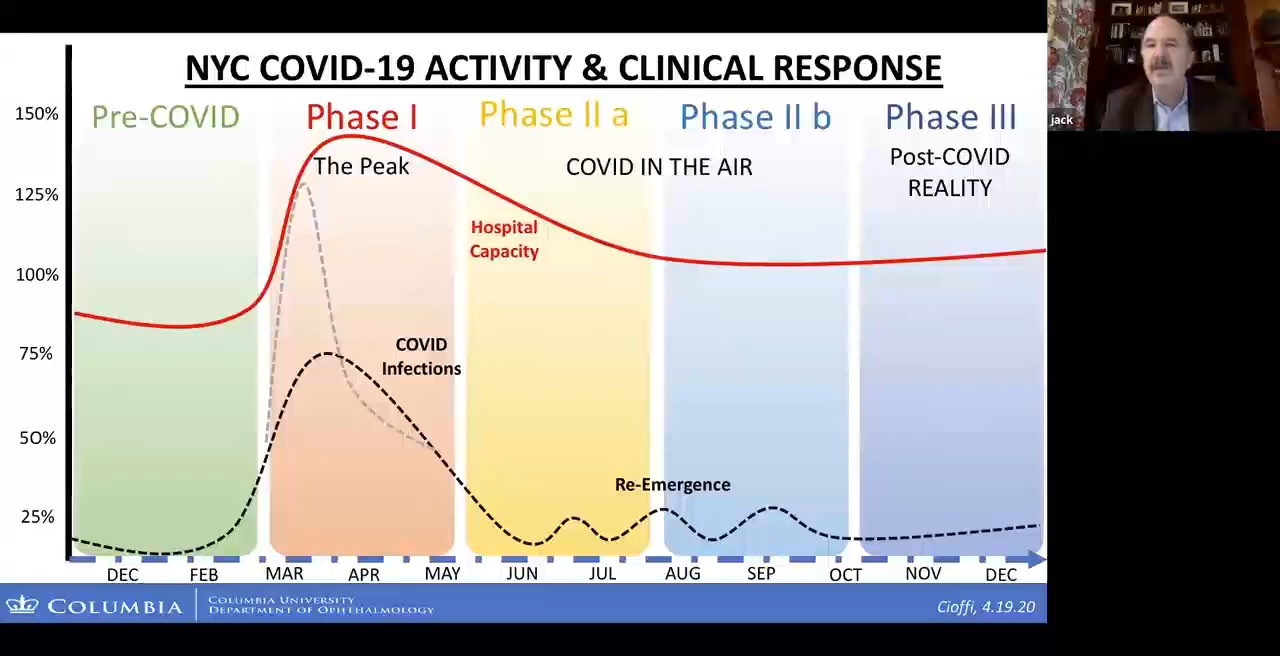 NYC COVID-19 ACTIVITY & CLINICAL RESPONSE
150%
125%
100%
75%
5O%
25%
Pre-COVID
Phase I
Phase II a
Phase II b
Phase III
The Peak
COVID IN THE AIR
Post-COVID
REALITY
Hospital
Capacity
COVID
Infections
Re-Emergence
DEC FEB MAR APR MAY JUN JUL AUG SEP OCT NOV DEC
COLUMBIA
COLUMBIA UNIVERSITY
DEPARTMENT OF OPHTHALMOLOGY
Cioffi, 4.19.20
jack